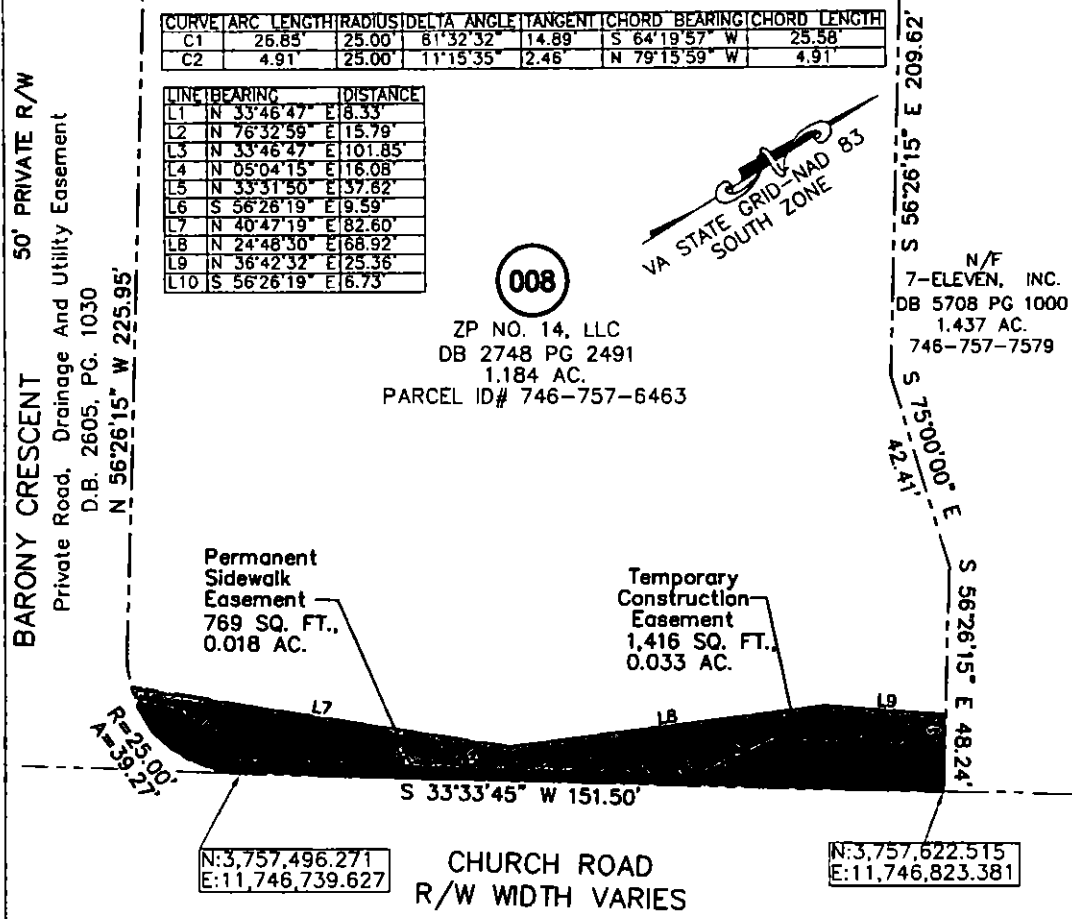 CURVE ARC LENGTH RADIUS DELTA ANGLE TANGENT CHORD BEARING CHORD LENGTH
C1 26.85' 25.00' 61°32'32" 14.89' S 64°19'57" W 25.58'
C2 4.91' 25.00' 11°15'35" 2.46' N 79°15'59" W 4.91'
LINE BEARING DISTANCE
L1 N 33°46'47" E 8.33'
L2 N 76°32'59" E 15.79'
L3 N 33°46'47" E 101.85'
L4 N 05°04'15" E 16.08'
L5 N 33°31'50" E 37.62'
L6 S 56°26'19" E 9.59'
L7 N 40°47'19" E 82.60'
L8 N 24°48'30" E 68.92'
L9 N 36°42'32" E 25.36'
L10 S 56°26'19" E 6.73'
BARONY CRESCENT 50' PRIVATE R/W
Private Road, Drainage And Utility Easement
D.B. 2605, PG. 1030
N 56°26'15" W 225.95'
VA STATE GRID-NAD 83
SOUTH ZONE
S 56°26'15" E 209.62'
008
ZP NO. 14, LLC
DB 2748 PG 2491
1.184 AC.
PARCEL ID# 746-757-6463
N/F
7-ELEVEN, INC.
DB 5708 PG 1000
1.437 AC.
746-757-7579
S 75°00'00" E
42.41'
S 56°26'15" E 48.24'
Permanent
Sidewalk
Easement
769 SQ. FT.,
0.018 AC.
Temporary
Construction
Easement
1,416 SQ. FT.,
0.033 AC.
L7
L8
L9
R=25.00'
A=39.27'
S 33°33'45" W 151.50'
N:3,757,496.271
E:11,746,739.627
CHURCH ROAD
R/W WIDTH VARIES
N:3,757,622.515
E:11,746,823.381